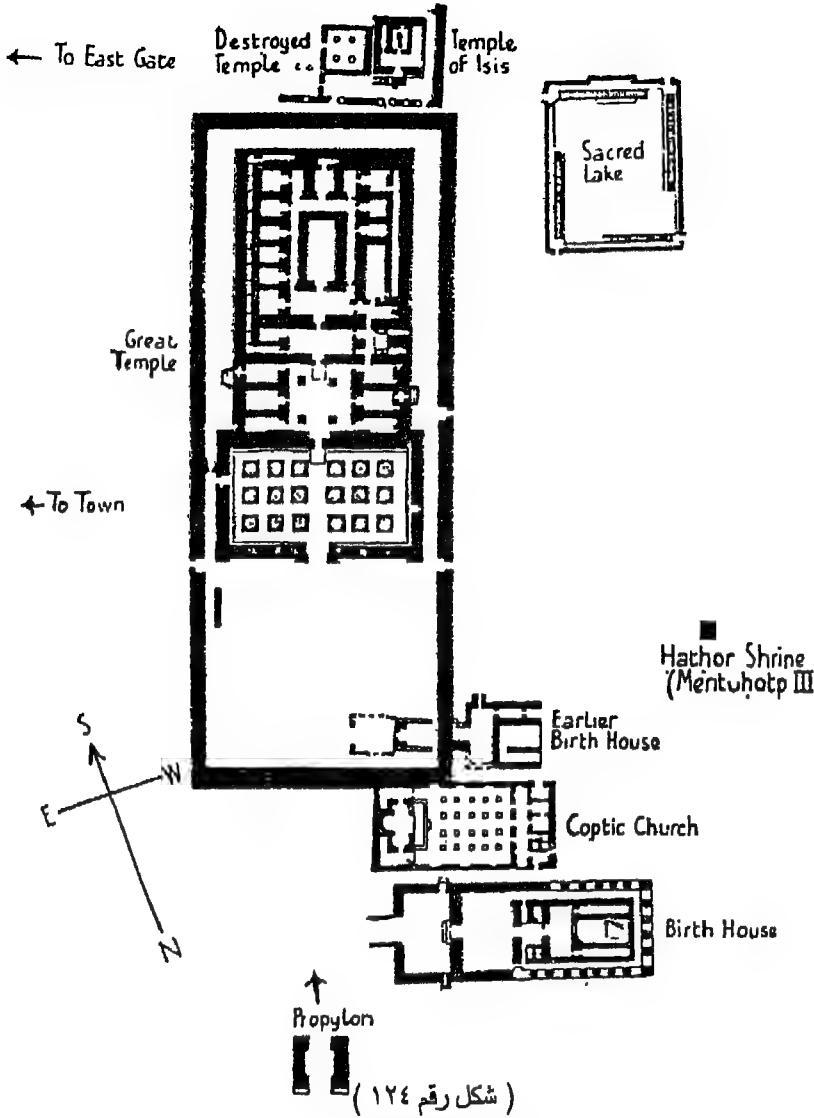 ← To East Gate
Destroyed
Temple
Temple
of Isis
Sacred
Lake
Great
Temple
← To Town
Hathor Shrine
(Mentuhotp III
Earlier
Birth House
S
W
E
N
Coptic Church
Birth House
Propylon
(شكل رقم ١٢٤)